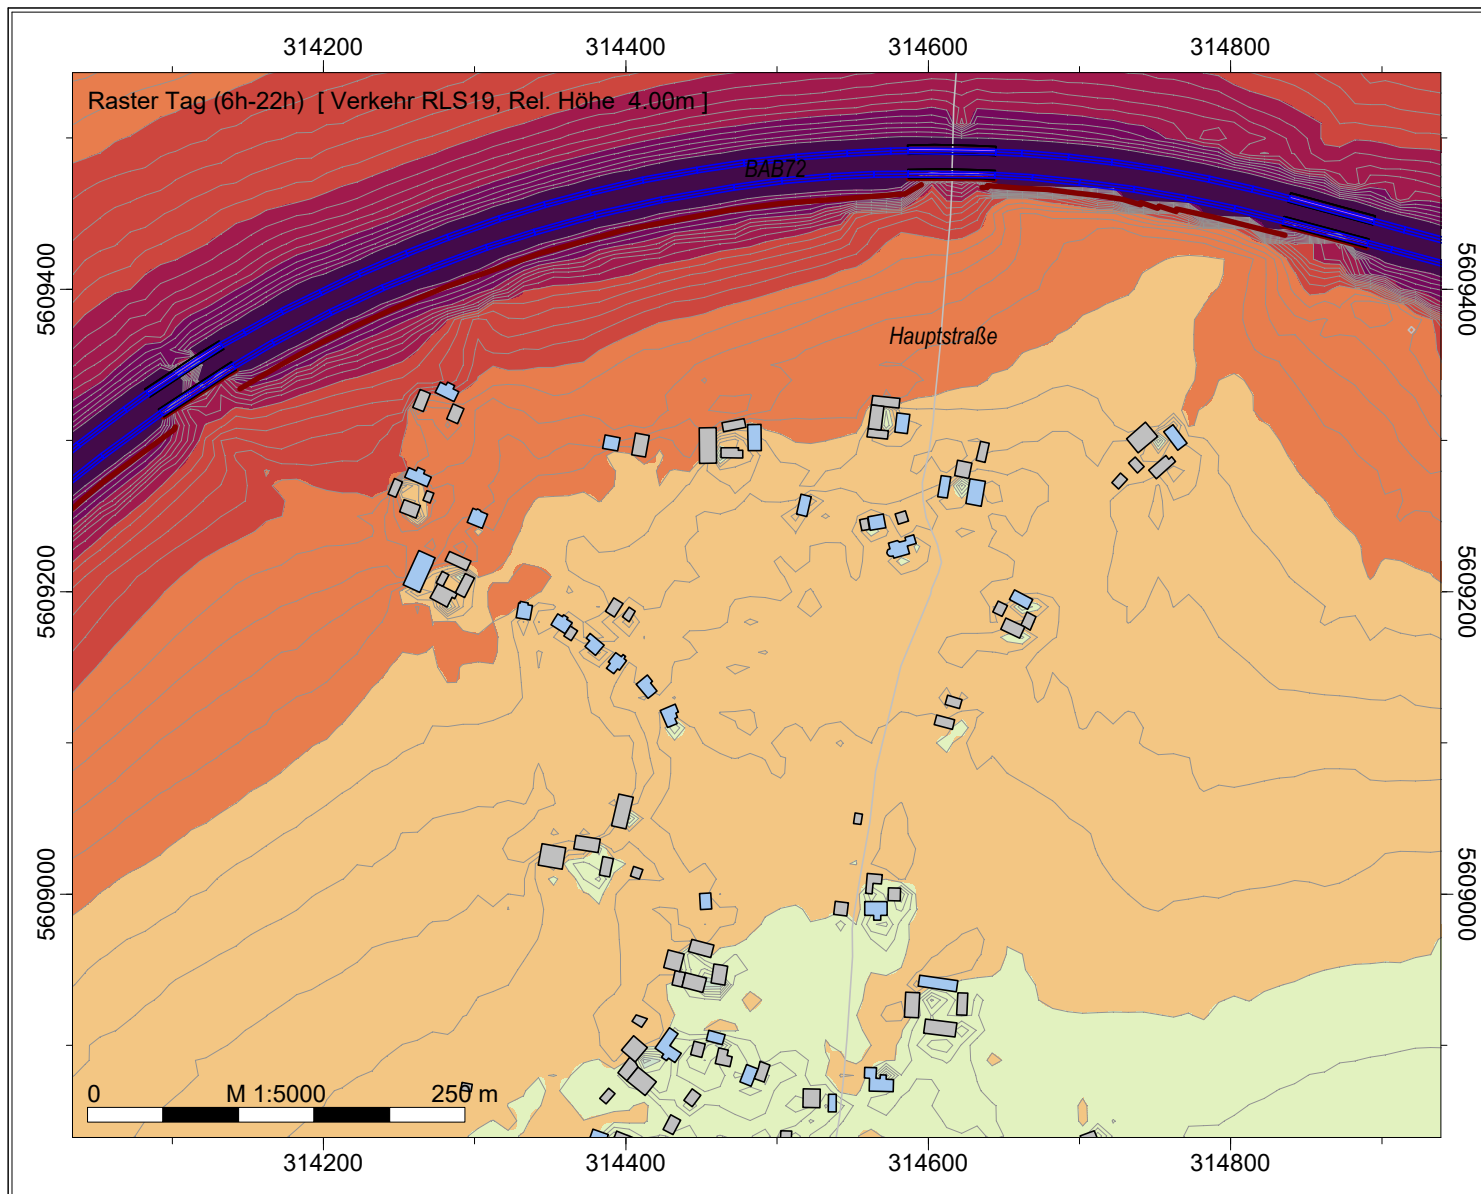 314200 314400 314600 314800
Raster Tag (6h-22h) [ Verkehr RLS19, Rel. Höhe 4.00m ]
BAB72
5609400 5609400
Hauptstraße
5609200 5609200
5609000 5609000
0 M 1:5000 250 m
314200 314400 314600 314800